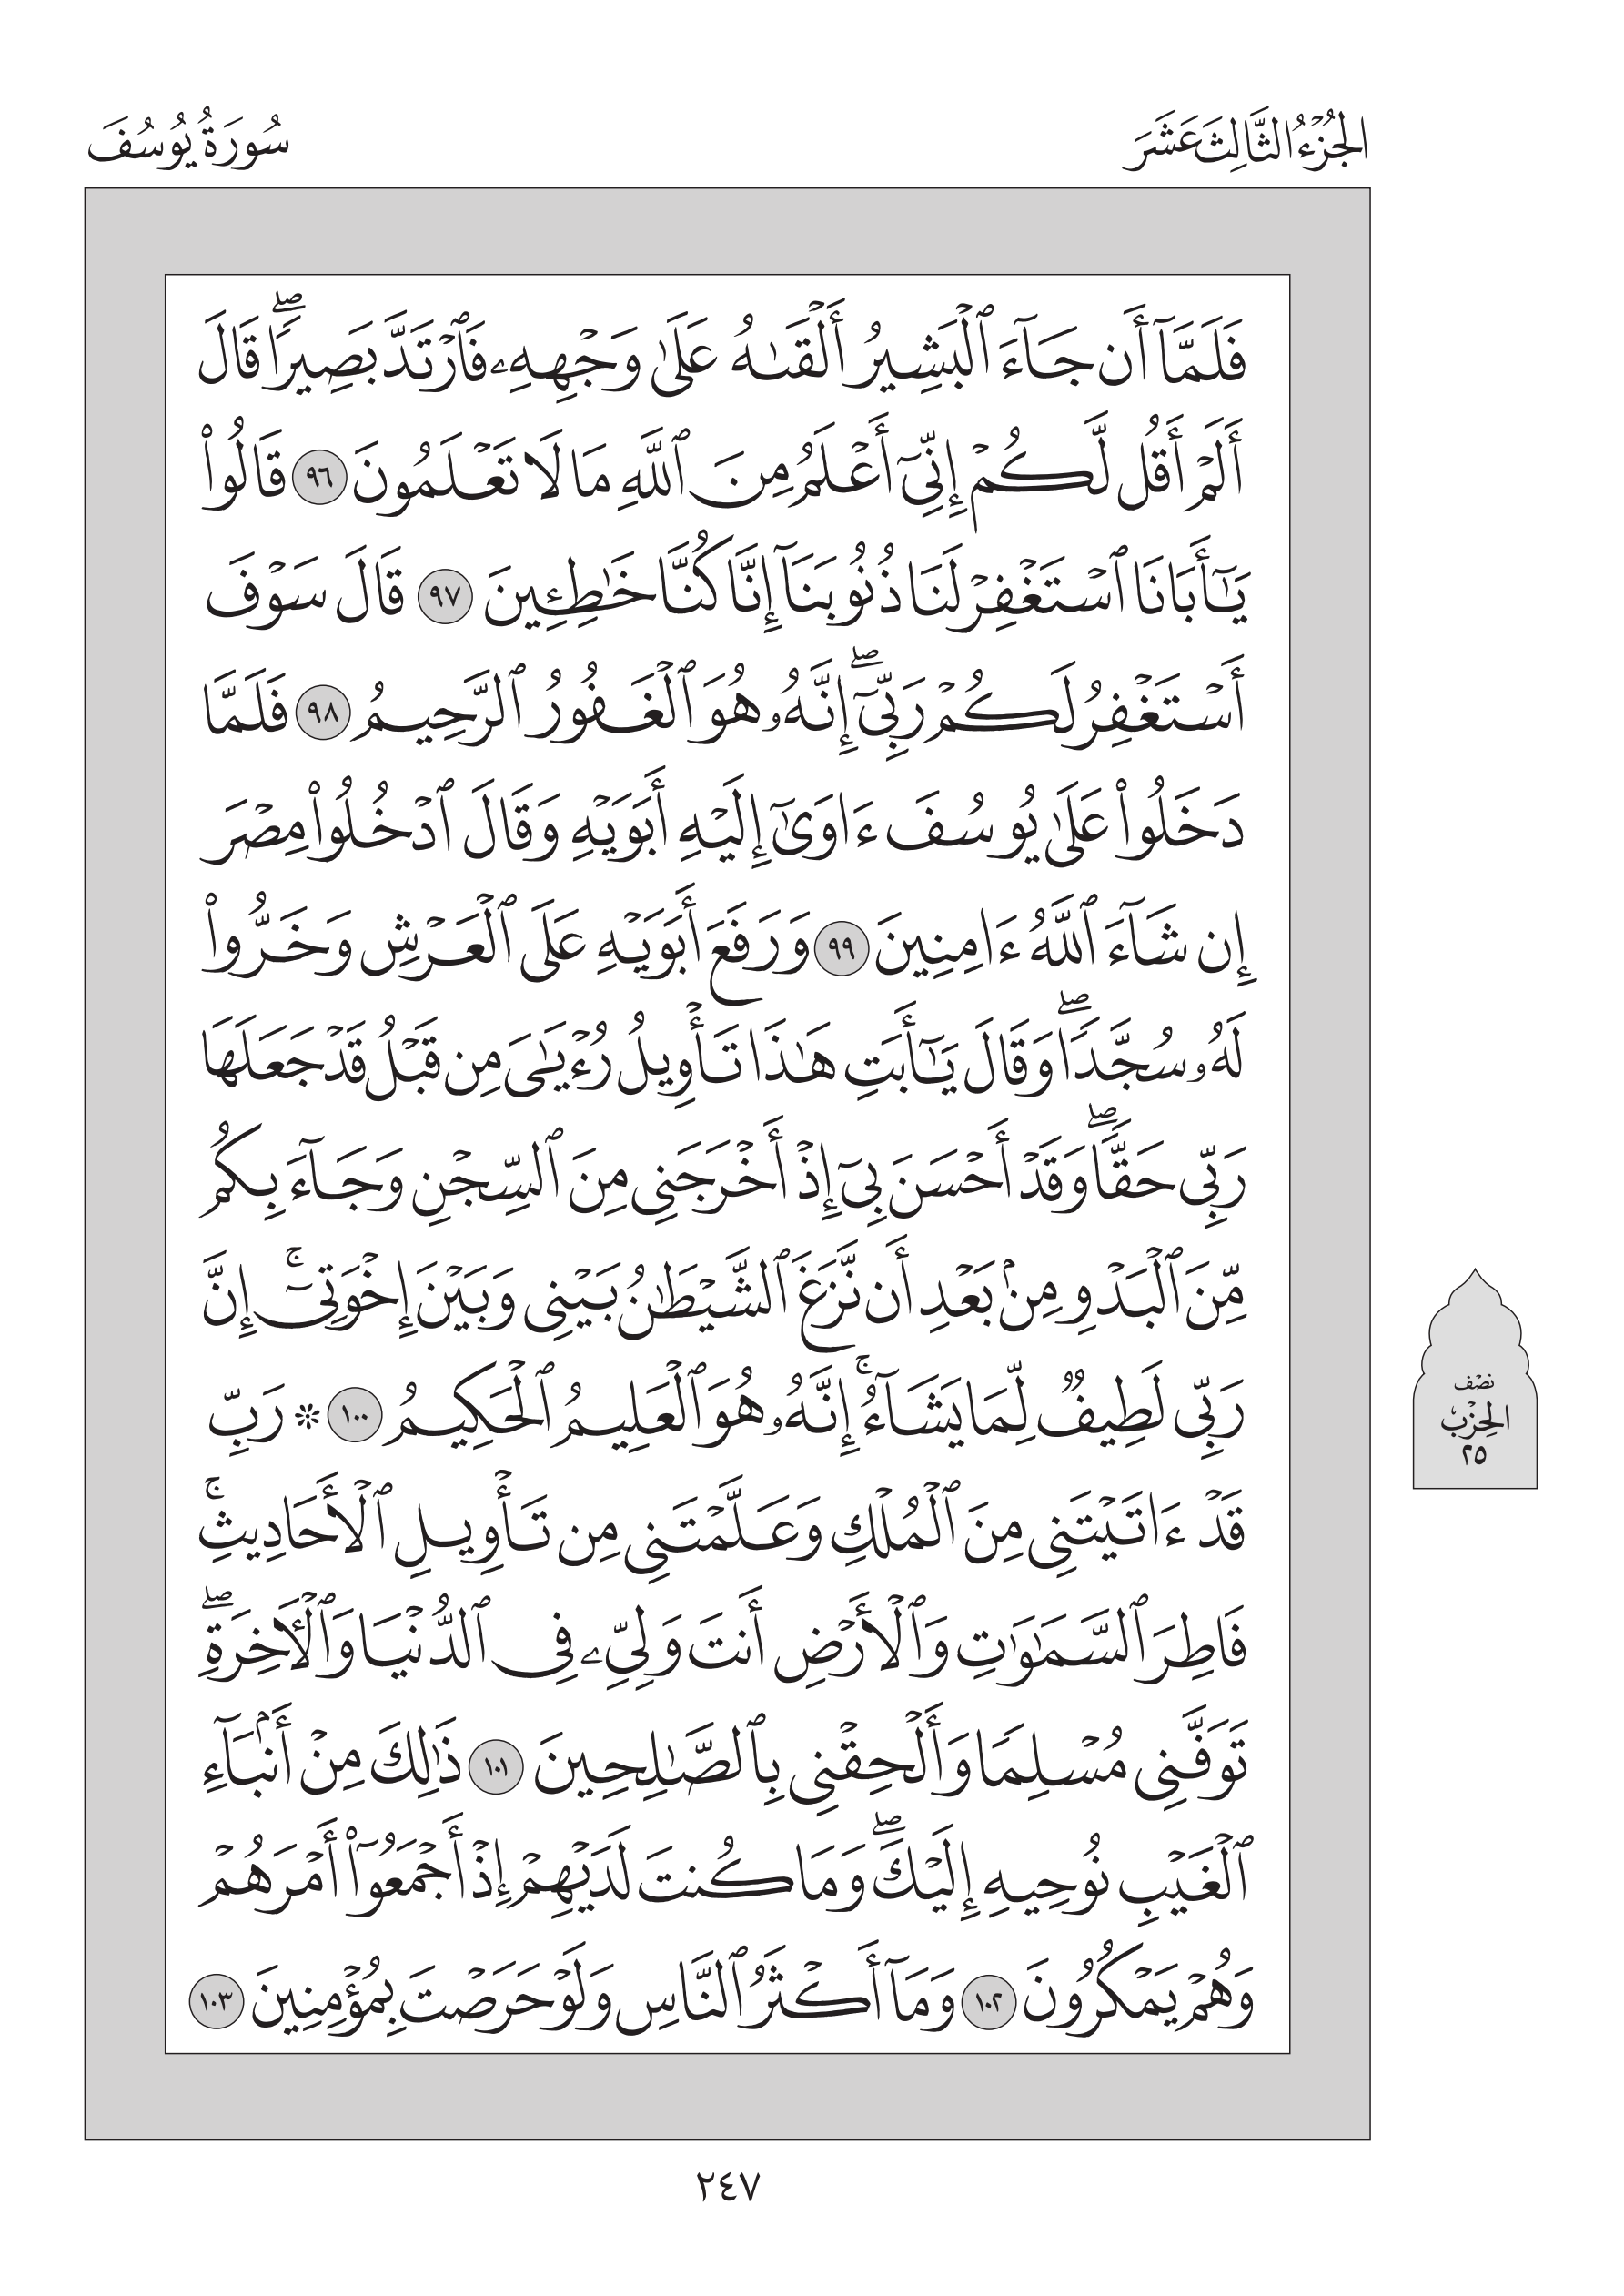 الجُزْءُ الثَّالِثَ عَشَرَ
سُورَةُ يُوسُفَ
فَلَمَّآ أَن جَآءَ ٱلْبَشِيرُ أَلْقَىٰهُ عَلَىٰ وَجْهِهِۦ فَٱرْتَدَّ بَصِيرًاۖ قَالَ
أَلَمْ أَقُل لَّكُمْ إِنِّىٓ أَعْلَمُ مِنَ ٱللَّهِ مَا لَا تَعْلَمُونَ ٩٦ قَالُوا۟
يَٰٓأَبَانَا ٱسْتَغْفِرْ لَنَا ذُنُوبَنَآ إِنَّا كُنَّا خَٰطِـِٔينَ ٩٧ قَالَ سَوْفَ
أَسْتَغْفِرُ لَكُمْ رَبِّىٓۖ إِنَّهُۥ هُوَ ٱلْغَفُورُ ٱلرَّحِيمُ ٩٨ فَلَمَّا
دَخَلُوا۟ عَلَىٰ يُوسُفَ ءَاوَىٰٓ إِلَيْهِ أَبَوَيْهِ وَقَالَ ٱدْخُلُوا۟ مِصْرَ
إِن شَآءَ ٱللَّهُ ءَامِنِينَ ٩٩ وَرَفَعَ أَبَوَيْهِ عَلَى ٱلْعَرْشِ وَخَرُّوا۟
لَهُۥ سُجَّدًاۖ وَقَالَ يَٰٓأَبَتِ هَٰذَا تَأْوِيلُ رُءْيَٰىَ مِن قَبْلُ قَدْ جَعَلَهَا
رَبِّى حَقًّاۖ وَقَدْ أَحْسَنَ بِىٓ إِذْ أَخْرَجَنِى مِنَ ٱلسِّجْنِ وَجَآءَ بِكُم
مِّنَ ٱلْبَدْوِ مِنۢ بَعْدِ أَن نَّزَغَ ٱلشَّيْطَٰنُ بَيْنِى وَبَيْنَ إِخْوَتِىٓۚ إِنَّ
رَبِّى لَطِيفٌ لِّمَا يَشَآءُۚ إِنَّهُۥ هُوَ ٱلْعَلِيمُ ٱلْحَكِيمُ ١٠٠ ۞ رَبِّ
قَدْ ءَاتَيْتَنِى مِنَ ٱلْمُلْكِ وَعَلَّمْتَنِى مِن تَأْوِيلِ ٱلْأَحَادِيثِۚ
فَاطِرَ ٱلسَّمَٰوَٰتِ وَٱلْأَرْضِ أَنتَ وَلِىِّۦ فِى ٱلدُّنْيَا وَٱلْءَاخِرَةِۖ
تَوَفَّنِى مُسْلِمًا وَأَلْحِقْنِى بِٱلصَّٰلِحِينَ ١٠١ ذَٰلِكَ مِنْ أَنۢبَآءِ
ٱلْغَيْبِ نُوحِيهِ إِلَيْكَۖ وَمَا كُنتَ لَدَيْهِمْ إِذْ أَجْمَعُوٓا۟ أَمْرَهُمْ
وَهُمْ يَمْكُرُونَ ١٠٢ وَمَآ أَكْثَرُ ٱلنَّاسِ وَلَوْ حَرَصْتَ بِمُؤْمِنِينَ ١٠٣
نصْف
الحِزْبُ
٢٥
٢٤٧